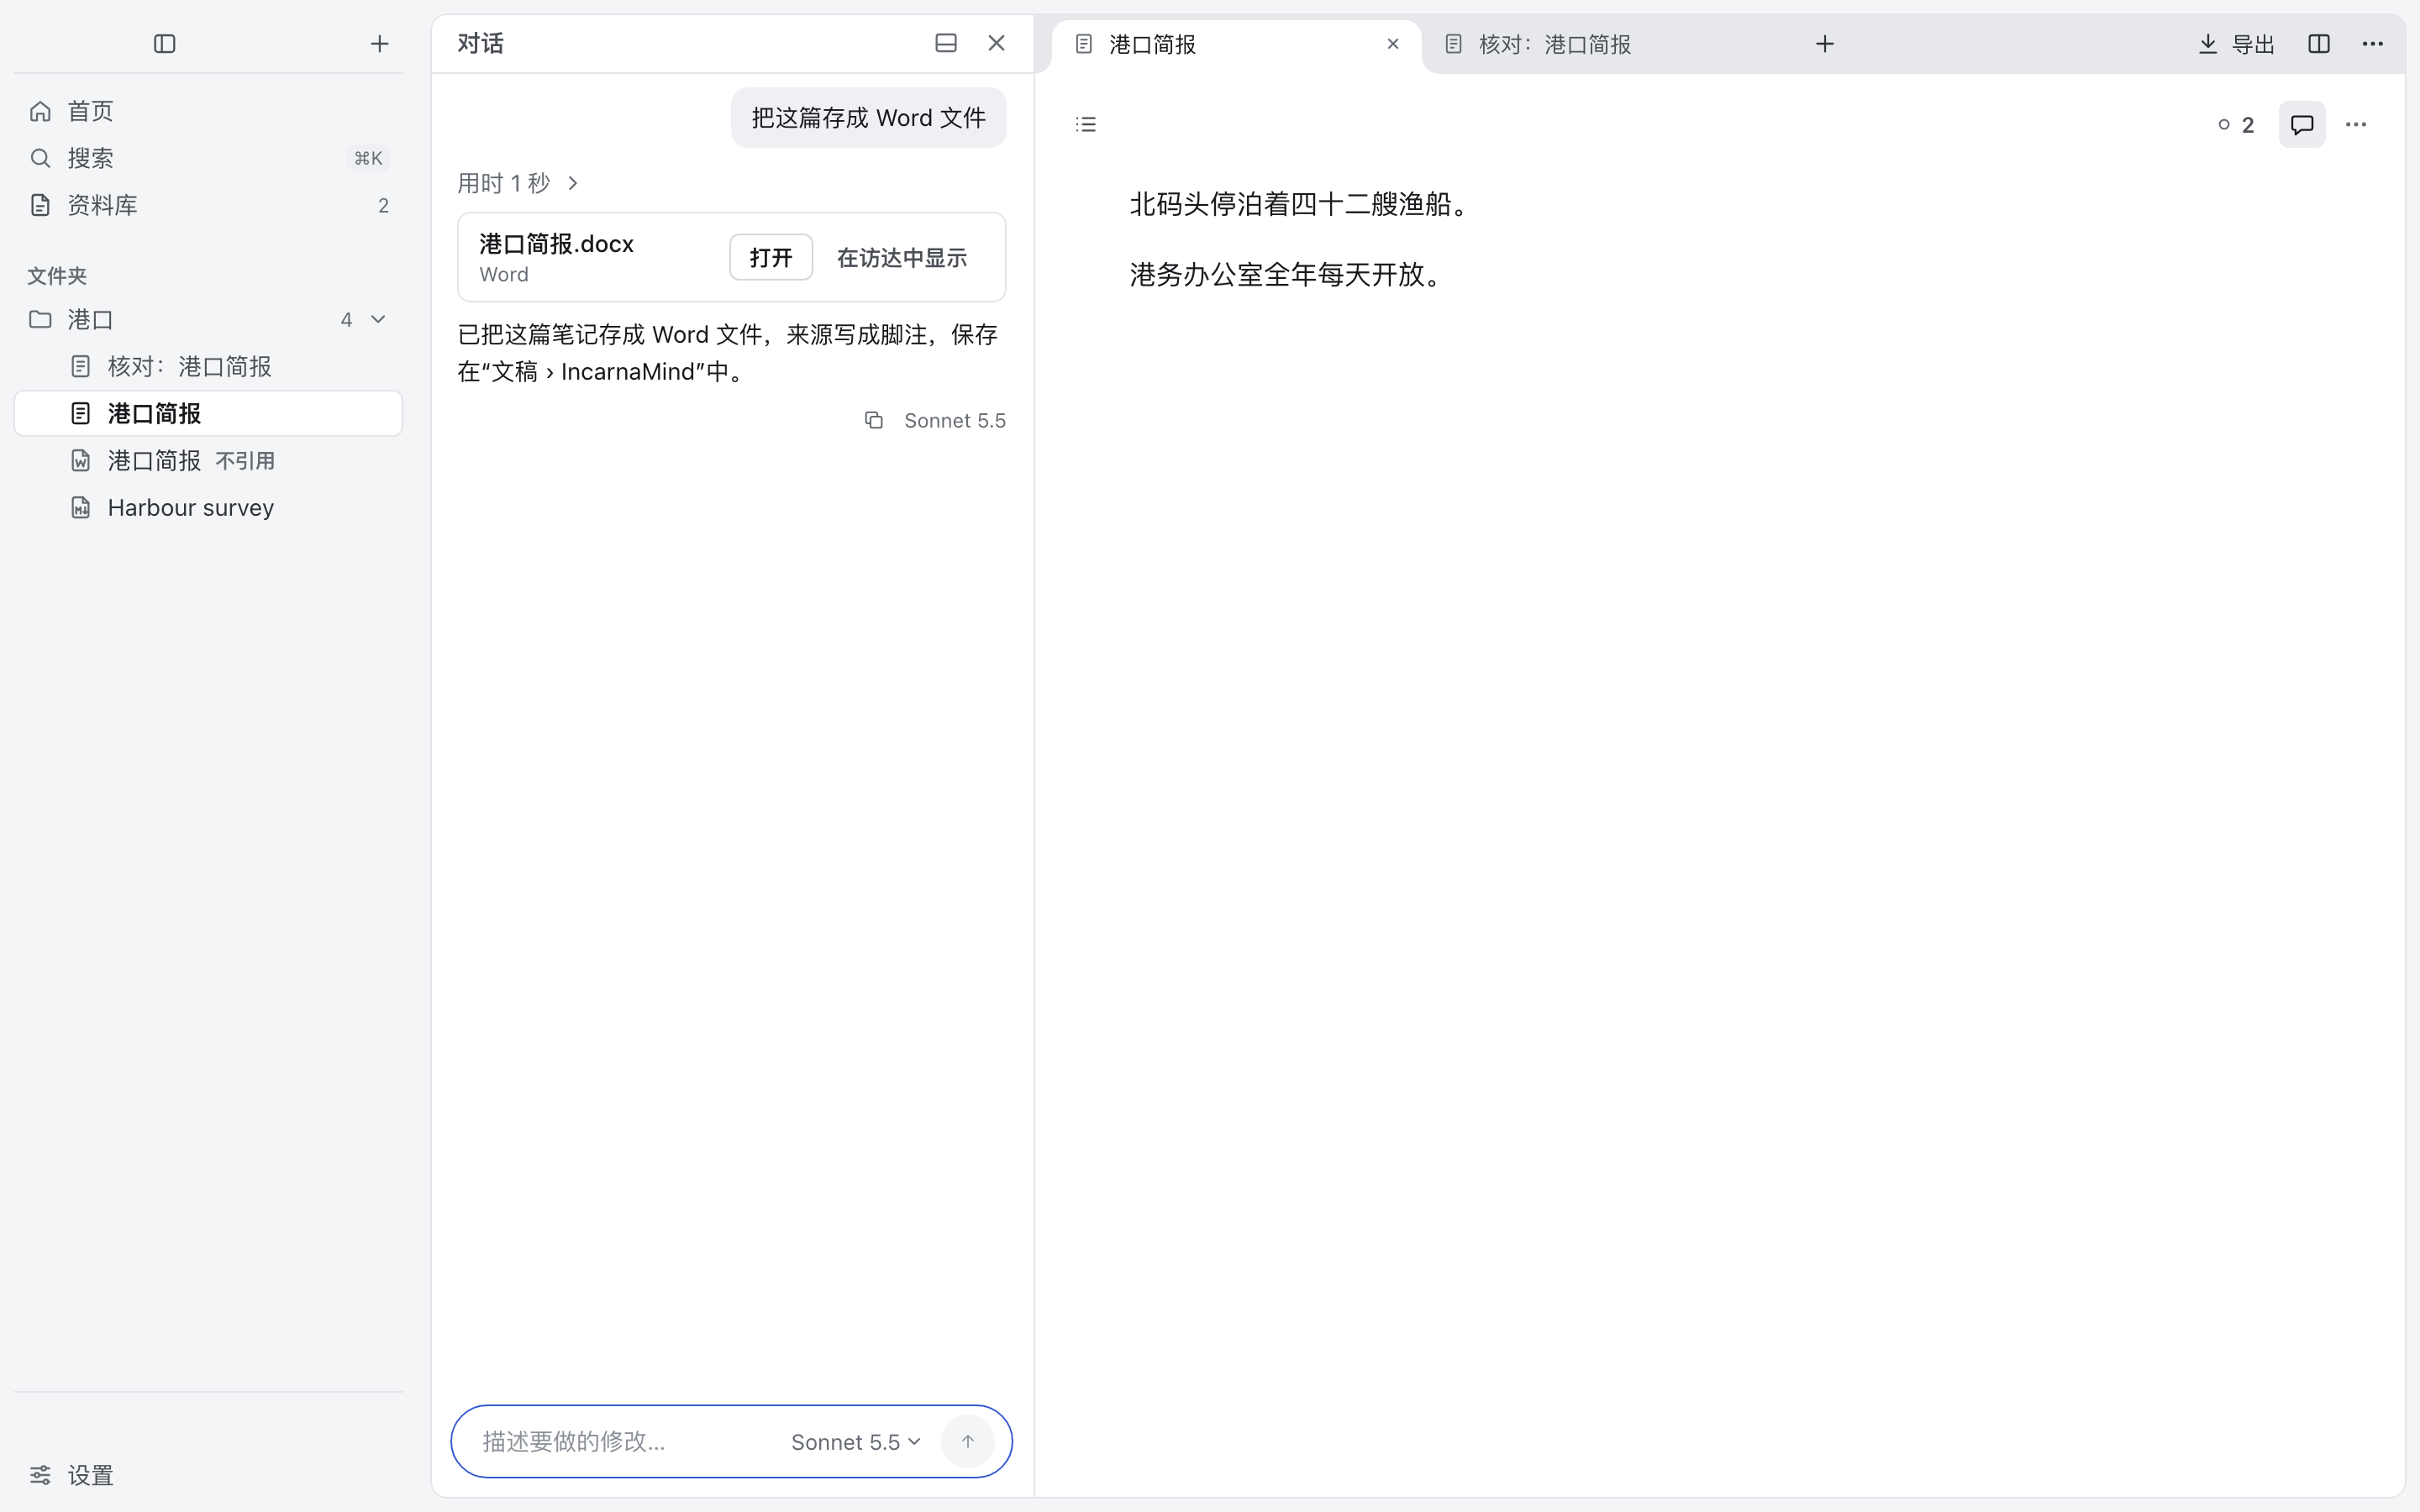 首页
搜索 ⌘K
资料库 2
文件夹
港口 4
核对：港口简报
港口简报
港口简报 不引用
Harbour survey
设置
对话
把这篇存成 Word 文件
用时 1 秒
港口简报.docx
Word
打开 在访达中显示
已把这篇笔记存成 Word 文件，来源写成脚注，保存
在“文稿 › IncarnaMind”中。
Sonnet 5.5
描述要做的修改... Sonnet 5.5
港口简报 核对：港口简报 导出
2
北码头停泊着四十二艘渔船。
港务办公室全年每天开放。